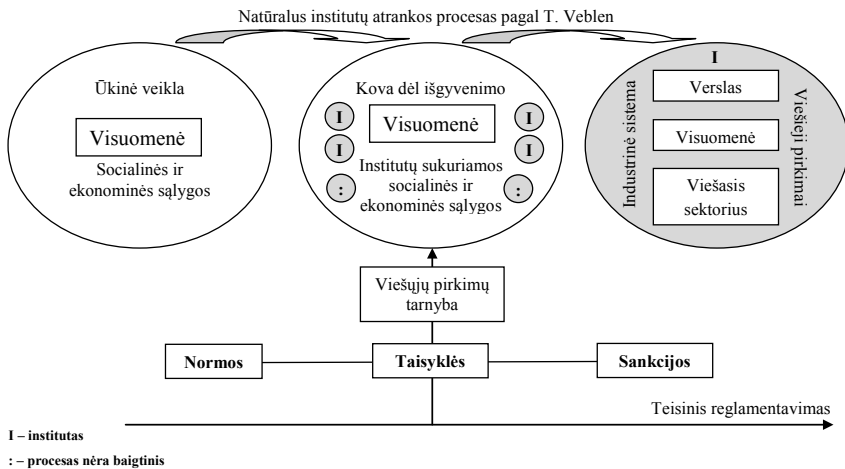 Natūralus institutų atrankos procesas pagal T. Veblen
Ūkinė veikla
Visuomenė
Socialinės ir
ekonominės sąlygos
Kova dėl išgyvenimo
I
I
:
Visuomenė
I
I
:
Institutų sukuriamos
socialinės ir
ekonominės sąlygos
I
Industrinė sistema
Verslas
Visuomenė
Viešasis
sektorius
Viešieji pirkimai
Viešųjų pirkimų
tarnyba
Normos
Taisyklės
Sankcijos
Teisinis reglamentavimas
I – institutas
: – procesas nėra baigtinis